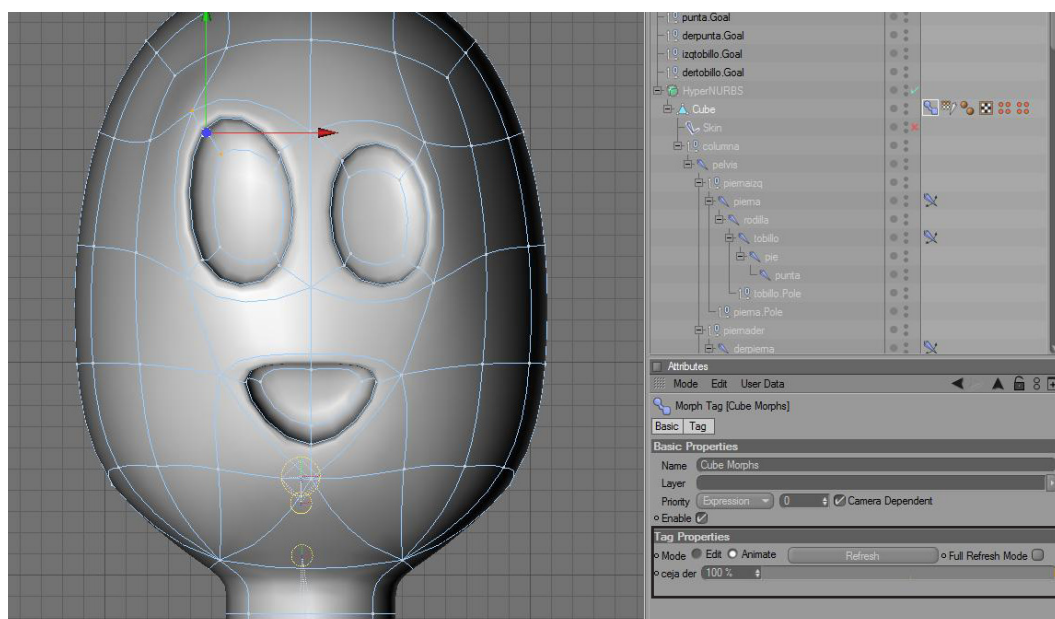 punta.Goal
derpunta.Goal
izqtobillo.Goal
dertobillo.Goal
HyperNURBS
Cube
Skin
columna
pelvis
piernaizq
pierna
rodilla
tobillo
pie
punta
tobillo.Pole
pierna.Pole
piernader
derpierna
Attributes
Mode Edit User Data
Morph Tag [Cube Morphs]
Basic Tag
Basic Properties
Name Cube Morphs
Layer
Priority Expression 0 Camera Dependent
Enable
Tag Properties
Mode Edit Animate Refresh Full Refresh Mode
ceja der 100 %